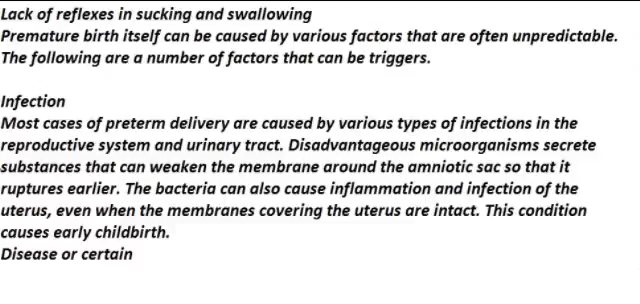 Lack of reflexes in sucking and swallowing
Premature birth itself can be caused by various factors that are often unpredictable.
The following are a number of factors that can be triggers.
Infection
Most cases of preterm delivery are caused by various types of infections in the
reproductive system and urinary tract. Disadvantageous microorganisms secrete
substances that can weaken the membrane around the amniotic sac so that it
ruptures earlier. The bacteria can also cause inflammation and infection of the
uterus, even when the membranes covering the uterus are intact. This condition
causes early childbirth.
Disease or certain